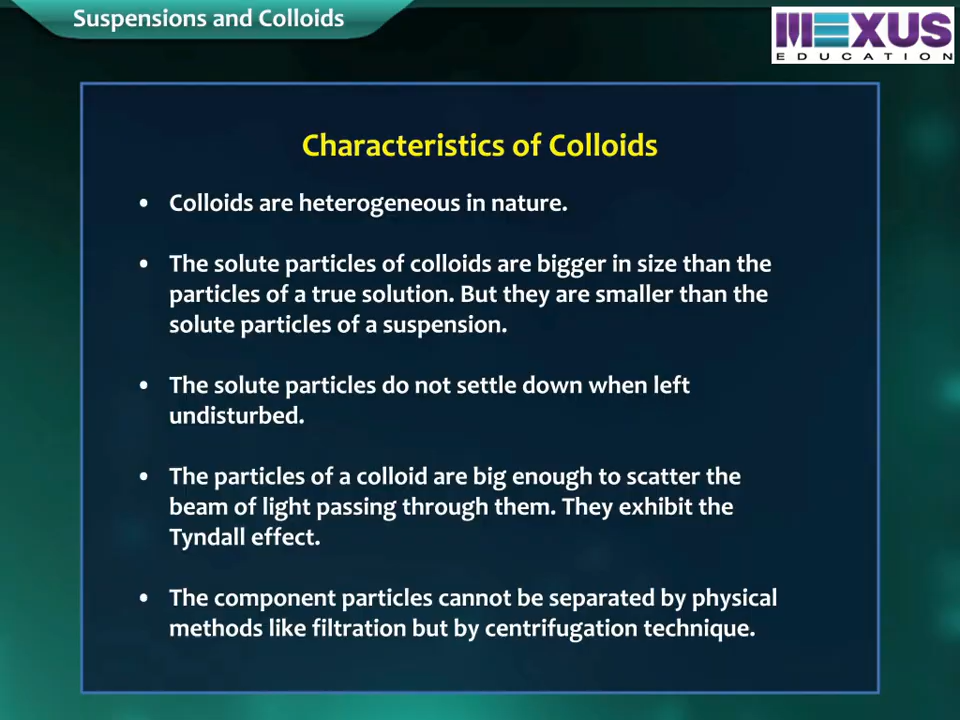 Suspensions and Colloids
MEXUS
EDUCATION
Characteristics of Colloids
• Colloids are heterogeneous in nature.
• The solute particles of colloids are bigger in size than the
particles of a true solution. But they are smaller than the
solute particles of a suspension.
• The solute particles do not settle down when left
undisturbed.
• The particles of a colloid are big enough to scatter the
beam of light passing through them. They exhibit the
Tyndall effect.
• The component particles cannot be separated by physical
methods like filtration but by centrifugation technique.